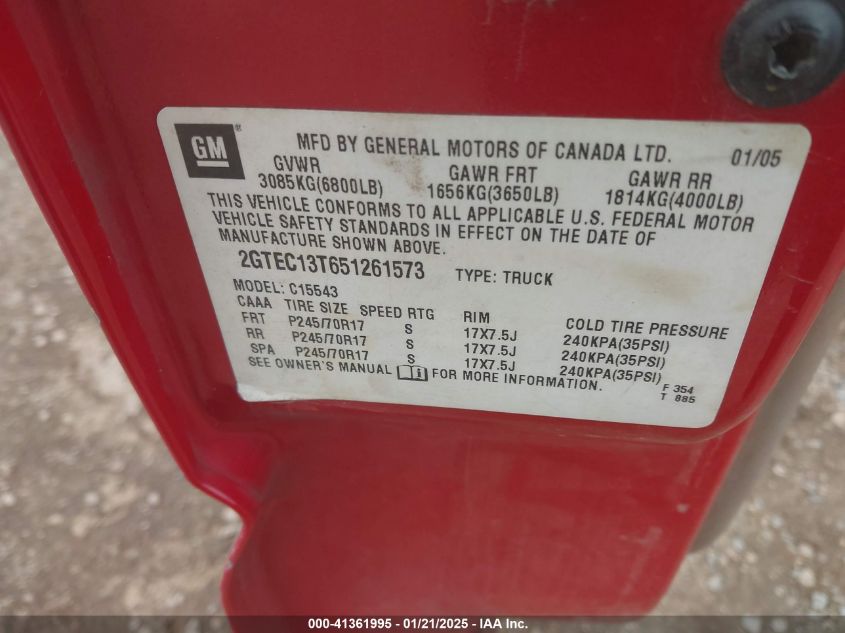 GM ®
MFD BY GENERAL MOTORS OF CANADA LTD. 01/05
GVWR GAWR FRT GAWR RR
3085KG(6800LB) 1656KG(3650LB) 1814KG(4000LB)
THIS VEHICLE CONFORMS TO ALL APPLICABLE U.S. FEDERAL MOTOR
VEHICLE SAFETY STANDARDS IN EFFECT ON THE DATE OF
MANUFACTURE SHOWN ABOVE.
2GTEC13T651261573 TYPE: TRUCK
MODEL: C15543
CAAA TIRE SIZE SPEED RTG RIM COLD TIRE PRESSURE
FRT P245/70R17 S 17X7.5J 240KPA(35PSI)
RR P245/70R17 S 17X7.5J 240KPA(35PSI)
SPA P245/70R17 S 17X7.5J 240KPA(35PSI)
SEE OWNER'S MANUAL FOR MORE INFORMATION. F 354
T 885
000-41361995 - 01/21/2025 - IAA Inc.